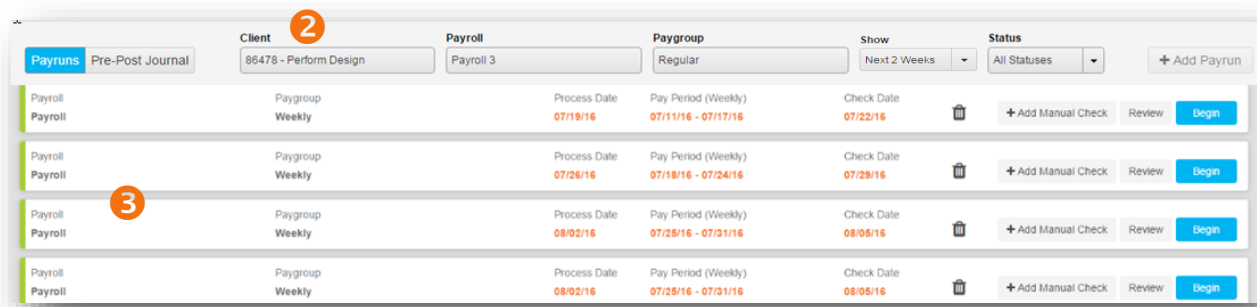 2
Client Payroll Paygroup Show Status
Payruns Pre-Post Journal 86478 - Perform Design Payroll 3 Regular Next 2 Weeks All Statuses + Add Payrun
Payroll Paygroup Process Date Pay Period (Weekly) Check Date
Payroll Weekly 07/19/16 07/11/16 - 07/17/16 07/22/16 + Add Manual Check Review Begin
Payroll Paygroup Process Date Pay Period (Weekly) Check Date
Payroll Weekly 07/26/16 07/18/16 - 07/24/16 07/29/16 + Add Manual Check Review Begin
3
Payroll Paygroup Process Date Pay Period (Weekly) Check Date
Payroll Weekly 08/02/16 07/25/16 - 07/31/16 08/05/16 + Add Manual Check Review Begin
Payroll Paygroup Process Date Pay Period (Weekly) Check Date
Payroll Weekly 08/02/16 07/25/16 - 07/31/16 08/05/16 + Add Manual Check Review Begin